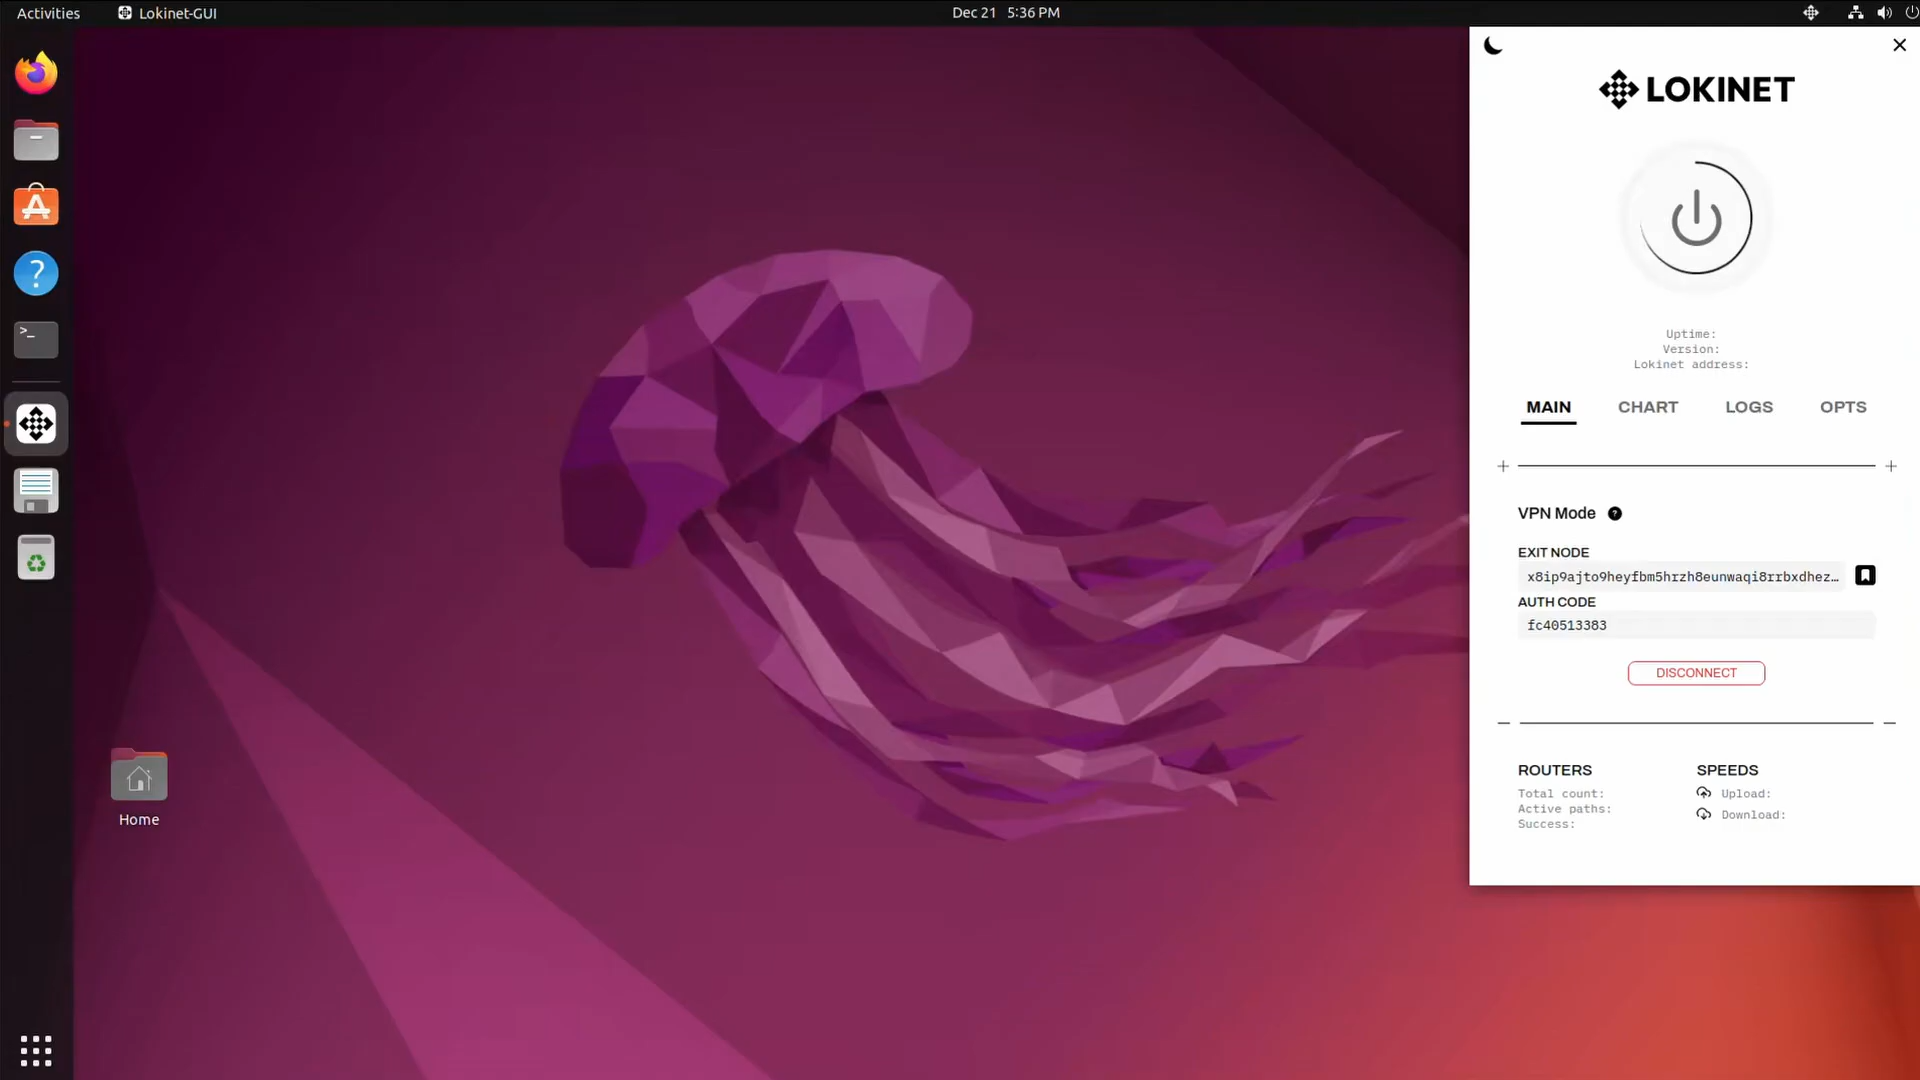 Activities
Lokinet-GUI
Dec 21 5:36 PM
LOKINET
Uptime:
Version:
Lokinet address:
MAIN
CHART
LOGS
OPTS
VPN Mode
EXIT NODE
x8ip9ajto9heyfbm5hrzh8eunwaqi8rrbxdhez…
AUTH CODE
fc40513383
DISCONNECT
ROUTERS
Total count:
Active paths:
Success:
SPEEDS
Upload:
Download:
Home